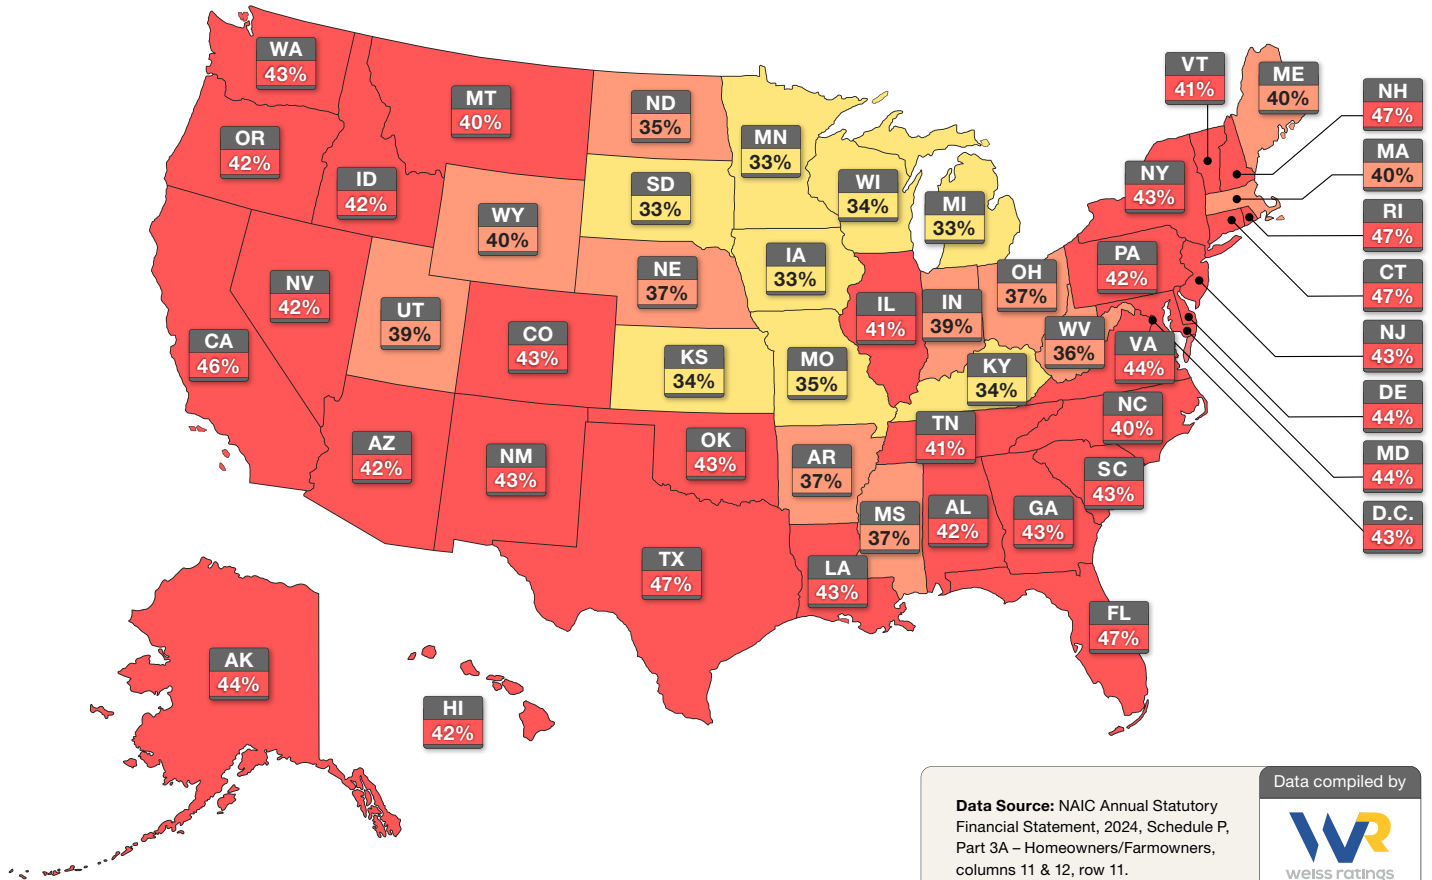 WA
43%
OR
42%
CA
46%
NV
42%
ID
42%
MT
40%
WY
40%
UT
39%
AZ
42%
CO
43%
NM
43%
ND
35%
SD
33%
NE
37%
KS
34%
OK
43%
TX
47%
MN
33%
IA
33%
MO
35%
AR
37%
LA
43%
WI
34%
IL
41%
MI
33%
IN
39%
OH
37%
KY
34%
TN
41%
MS
37%
AL
42%
GA
43%
FL
47%
SC
43%
NC
40%
VA
44%
WV
36%
PA
42%
NY
43%
VT
41%
ME
40%
NH
47%
MA
40%
RI
47%
CT
47%
NJ
43%
DE
44%
MD
44%
D.C.
43%
AK
44%
HI
42%
Data Source: NAIC Annual Statutory
Financial Statement, 2024, Schedule P,
Part 3A – Homeowners/Farmowners,
columns 11 & 12, row 11.
Data compiled by
WR
weiss ratings